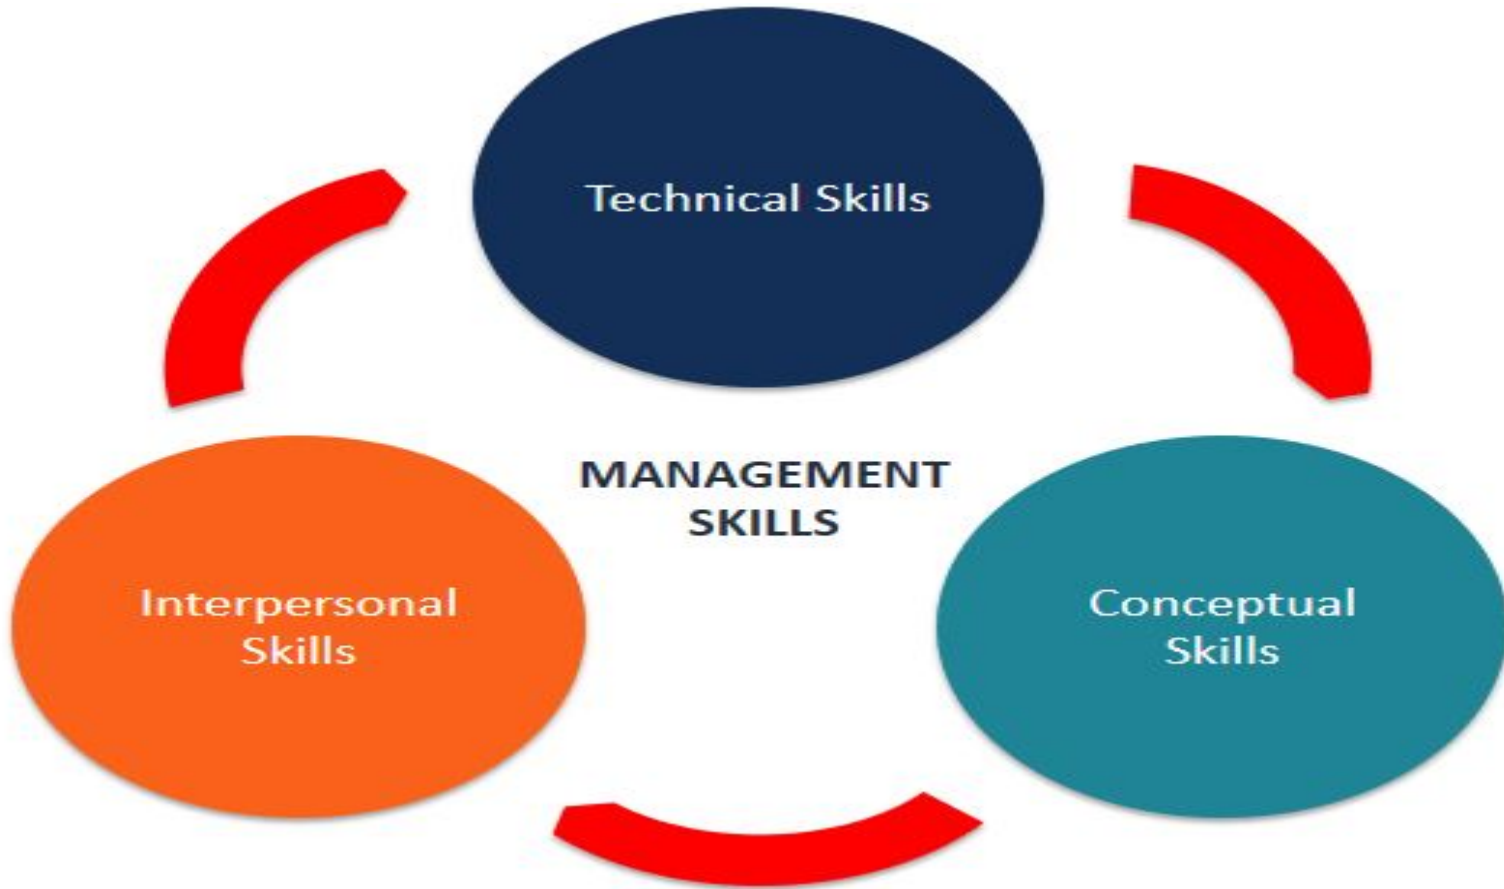 Technical Skills
MANAGEMENT
SKILLS
Interpersonal
Skills
Conceptual
Skills